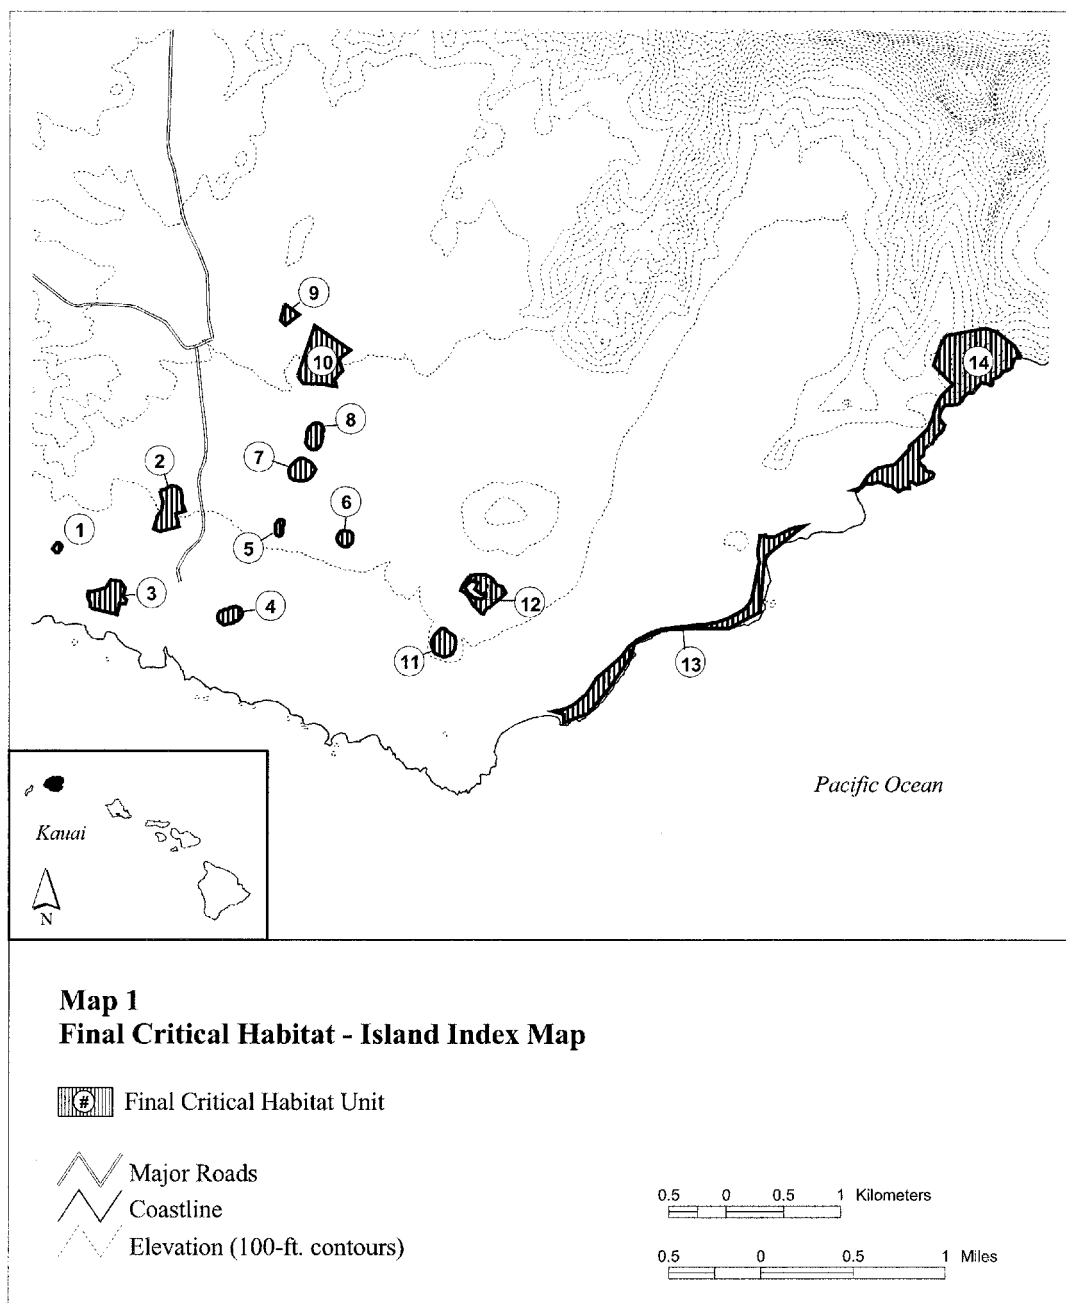 9
10
14
8
7
2
6
1
5
3
4
12
11
13
Pacific Ocean
Kauai
N
Map 1
Final Critical Habitat - Island Index Map
# Final Critical Habitat Unit
Major Roads
Coastline
Elevation (100-ft. contours)
0.5 0 0.5 1 Kilometers
0.5 0 0.5 1 Miles